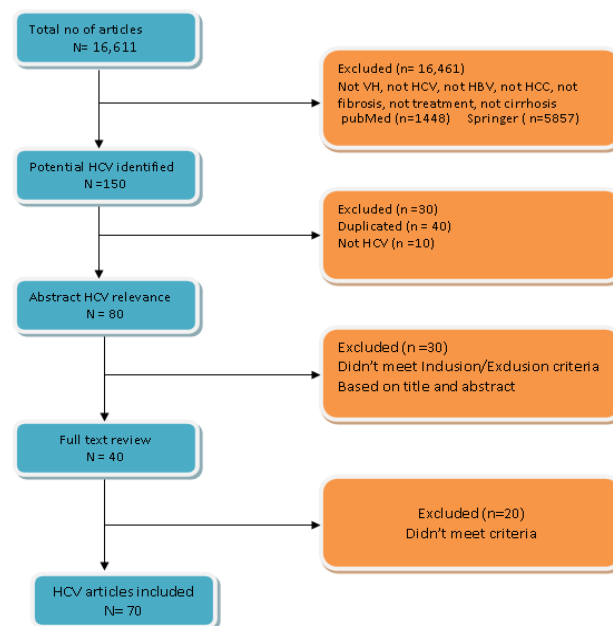 Total no of articles
N= 16,611
Excluded (n= 16,461)
Not VH, not HCV, not HBV, not HCC, not
fibrosis, not treatment, not cirrhosis
pubMed (n=1448) Springer ( n=5857)
Potential HCV identified
N =150
Excluded (n =30)
Duplicated (n = 40)
Not HCV (n =10)
Abstract HCV relevance
N = 80
Excluded (n =30)
Didn't meet Inclusion/Exclusion criteria
Based on title and abstract
Full text review
N = 40
Excluded (n=20)
Didn't meet criteria
HCV articles included
N= 70